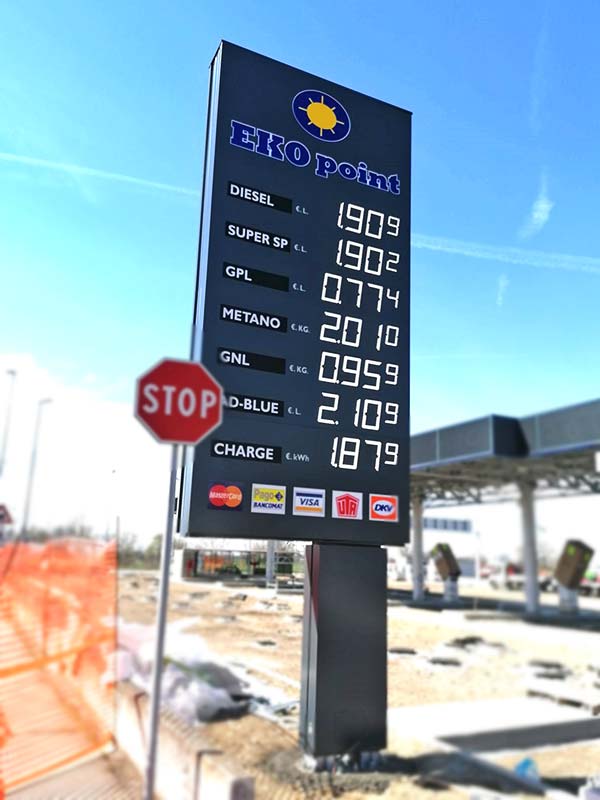 EKO point
DIESEL €.L. 1.909
SUPER SP €.L. 1.902
GPL €.L. 0.774
METANO €.KG. 2.010
GNL €.KG. 0.959
AD-BLUE €.L. 2.109
CHARGE €.kWh 1.879
STOP
MasterCard
Pago
BANCOMAT
VISA
UTA
DKV